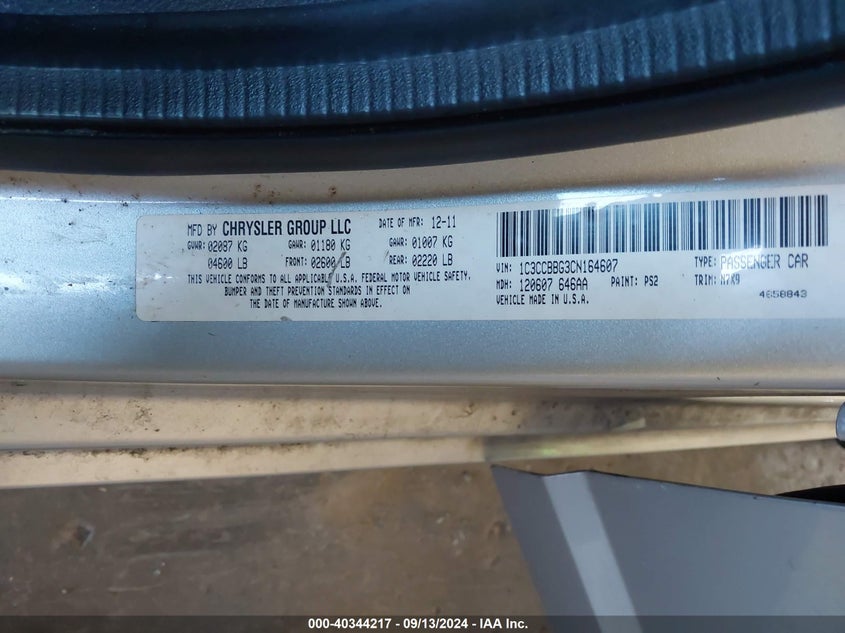 MFD BY CHRYSLER GROUP LLC DATE OF MFR: 12-11
GVWR: 02087 KG GAWR: 01180 KG GAWR: 01007 KG
04600 LB FRONT: 02600 LB REAR: 02220 LB
THIS VEHICLE CONFORMS TO ALL APPLICABLE U.S.A. FEDERAL MOTOR VEHICLE SAFETY,
BUMPER AND THEFT PREVENTION STANDARDS IN EFFECT ON
THE DATE OF MANUFACTURE SHOWN ABOVE.
VIN: 1C3CCBBG3CN164607 TYPE: PASSENGER CAR
MDH: 120607 646AA PAINT: PS2 TRIM: M7K9
VEHICLE MADE IN U.S.A. 4658843
000-40344217 - 09/13/2024 - IAA Inc.